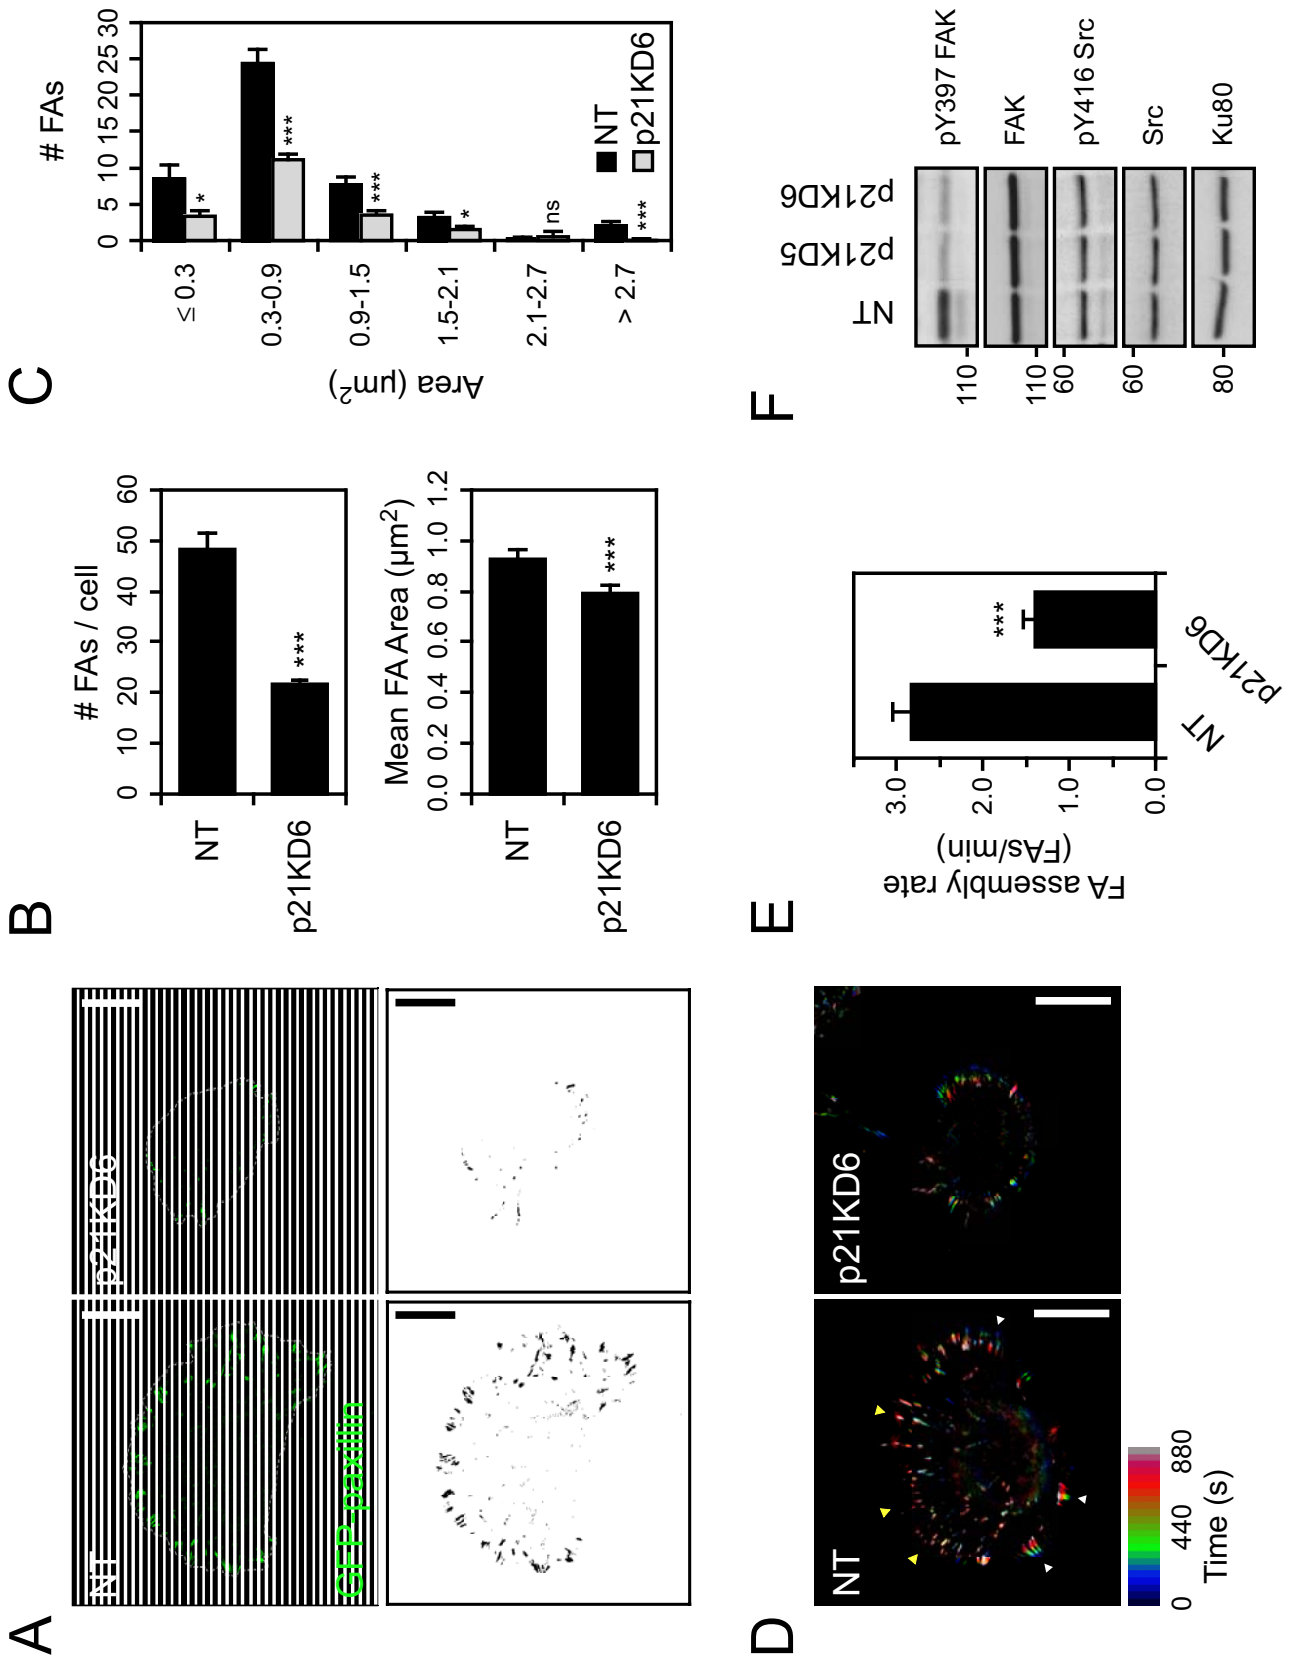 A
NT
p21KD6
GFP-paxillin
B
# FAs / cell
0 10 20 30 40 50 60
NT
p21KD6
***
Mean FA Area (µm²)
0.0 0.2 0.4 0.6 0.8 1.0 1.2
NT
p21KD6
***
C
# FAs
0 5 10 15 20 25 30
Area (µm²)
≤ 0.3
*
0.3-0.9
***
0.9-1.5
***
1.5-2.1
*
2.1-2.7
ns
> 2.7
***
NT
p21KD6
D
NT
p21KD6
0 440 880
Time (s)
E
FA assembly rate
(FAs/min)
3.0
2.0
1.0
0.0
***
NT
p21KD6
F
NT
p21KD5
p21KD6
110
pY397 FAK
110
FAK
60
pY416 Src
60
Src
80
Ku80